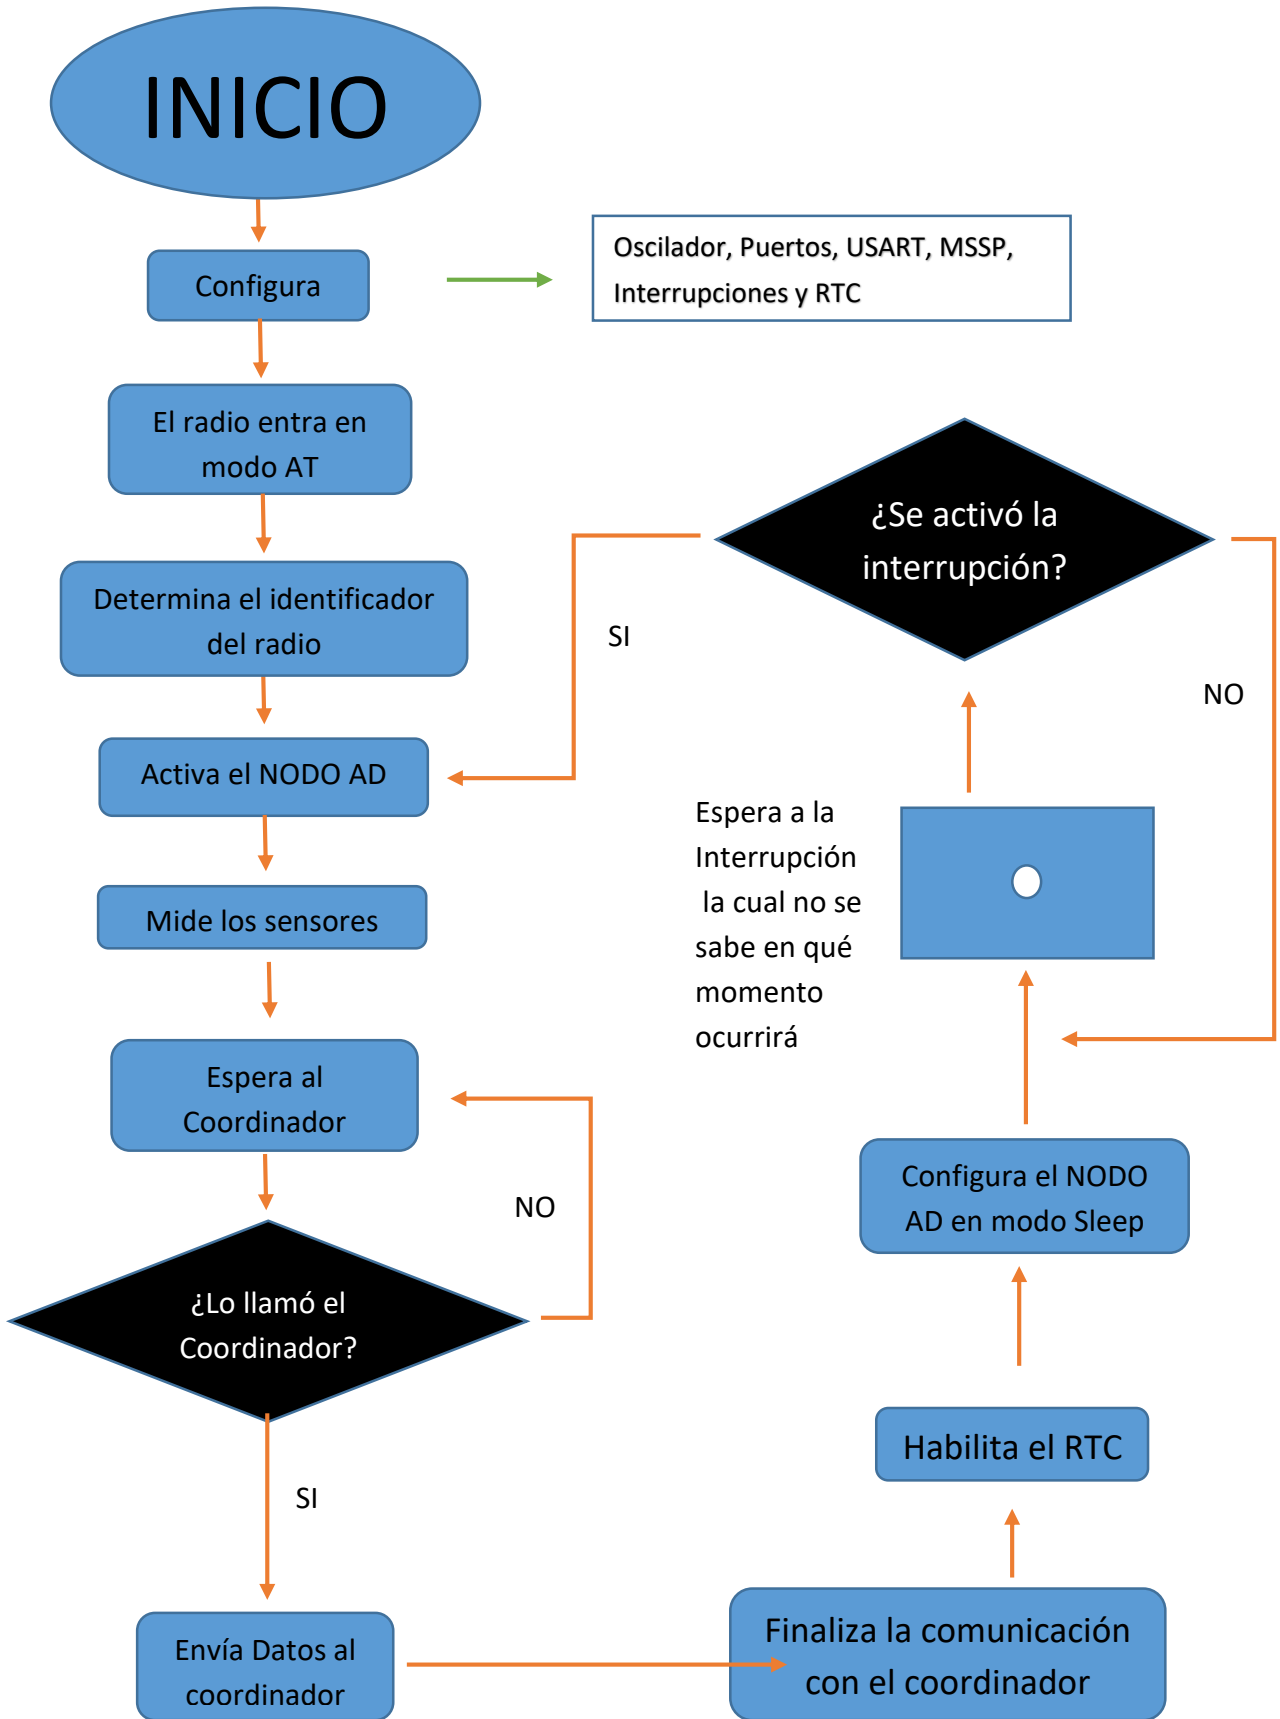 INICIO
Configura
Oscilador, Puertos, USART, MSSP,
Interrupciones y RTC
El radio entra en
modo AT
Determina el identificador
del radio
Activa el NODO AD
Mide los sensores
Espera al
Coordinador
NO
¿Lo llamó el
Coordinador?
SI
Envía Datos al
coordinador
Finaliza la comunicación
con el coordinador
Habilita el RTC
Configura el NODO
AD en modo Sleep
Espera a la
Interrupción
la cual no se
sabe en qué
momento
ocurrirá
¿Se activó la
interrupción?
SI
NO